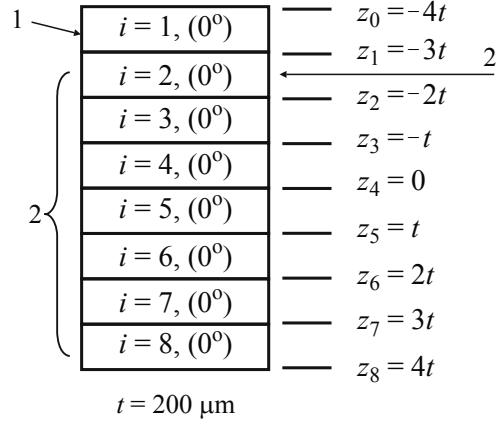 1
i = 1, (0°)
i = 2, (0°)
i = 3, (0°)
i = 4, (0°)
i = 5, (0°)
i = 6, (0°)
i = 7, (0°)
i = 8, (0°)
2
z₀ = −4t
z₁ = −3t
2
z₂ = −2t
z₃ = −t
z₄ = 0
z₅ = t
z₆ = 2t
z₇ = 3t
z₈ = 4t
t = 200 μm